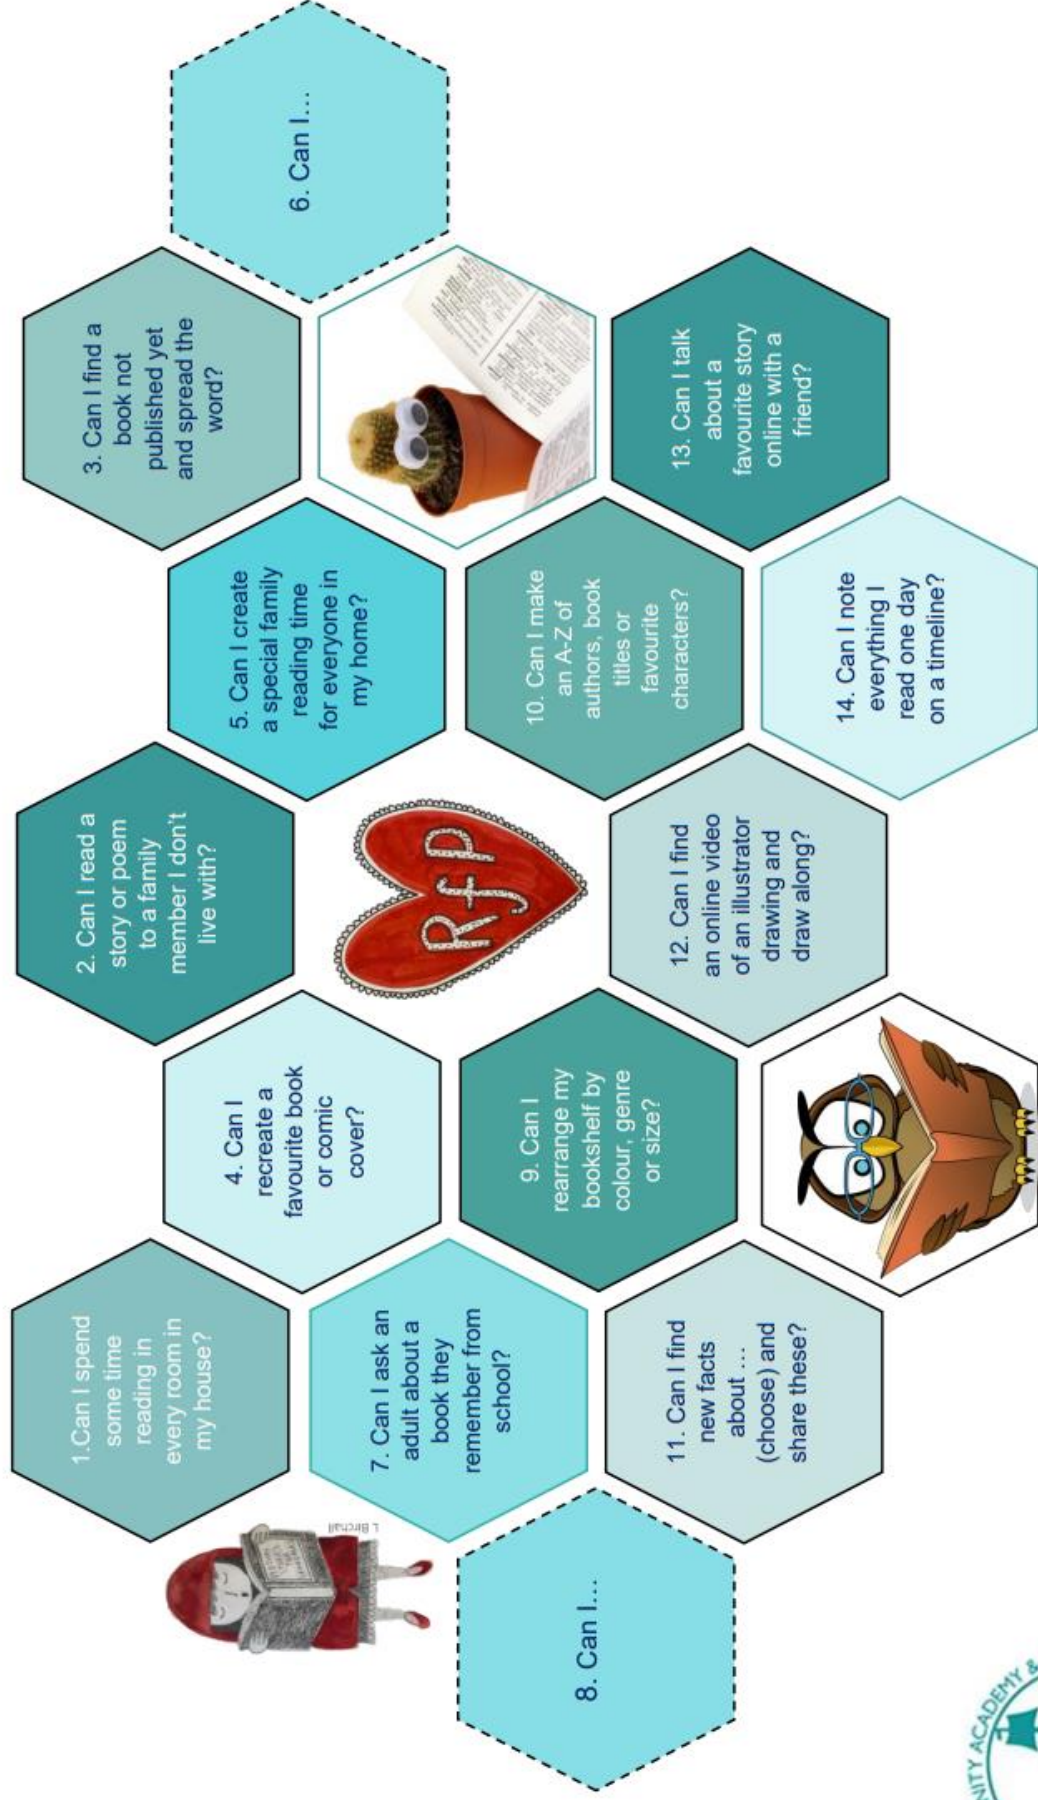 1.Can I spend
some time
reading in
every room in
my house?
2. Can I read a
story or poem
to a family
member I don't
live with?
3. Can I find a
book not
published yet
and spread the
word?
4. Can I
recreate a
favourite book
or comic
cover?
5. Can I create
a special family
reading time
for everyone in
my home?
6. Can I...
7. Can I ask an
adult about a
book they
remember from
school?
8. Can I...
9. Can I
rearrange my
bookshelf by
colour, genre
or size?
10. Can I make
an A-Z of
authors, book
titles or
favourite
characters?
11. Can I find
new facts
about ...
(choose) and
share these?
12. Can I find
an online video
of an illustrator
drawing and
draw along?
13. Can I talk
about a
favourite story
online with a
friend?
14. Can I note
everything I
read one day
on a timeline?
RfP
L Birchall
NITY ACADEMY &